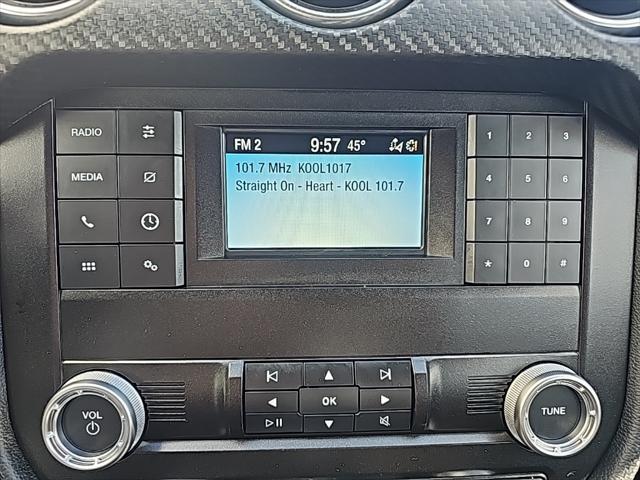 FM 2 9:57 45°
101.7 MHz KOOL1017
Straight On - Heart - KOOL 101.7
RADIO
MEDIA
1 2 3
4 5 6
7 8 9
* 0 #
OK
VOL
TUNE